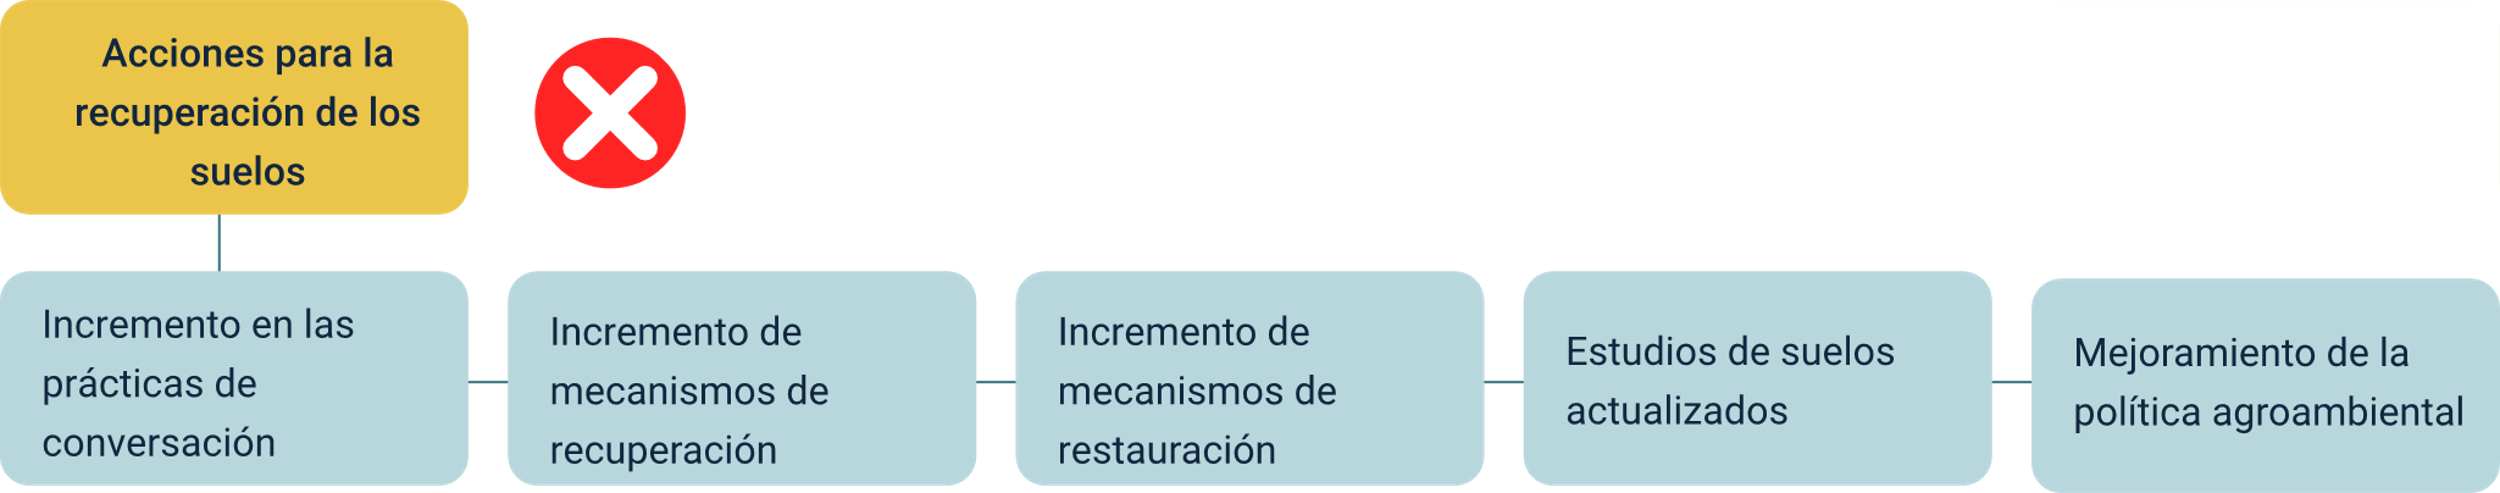 Acciones para la
recuperación de los
suelos
Incremento en las
prácticas de
conversación
Incremento de
mecanismos de
recuperación
Incremento de
mecanismos de
restauración
Estudios de suelos
actualizados
Mejoramiento de la
política agroambiental